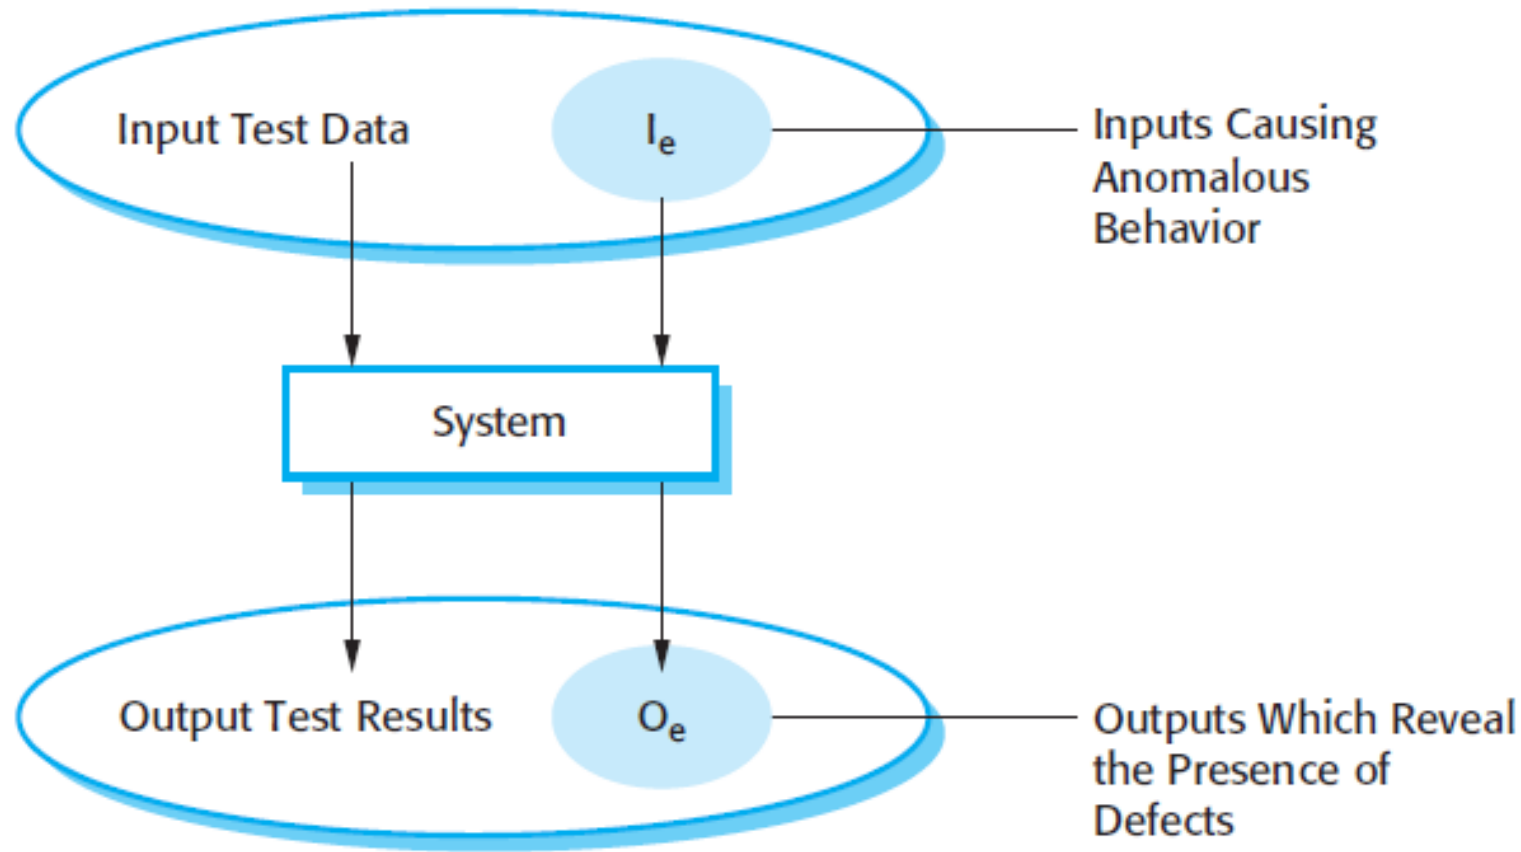 Input Test Data
Ie
Inputs Causing
Anomalous
Behavior
System
Output Test Results
Oe
Outputs Which Reveal
the Presence of
Defects